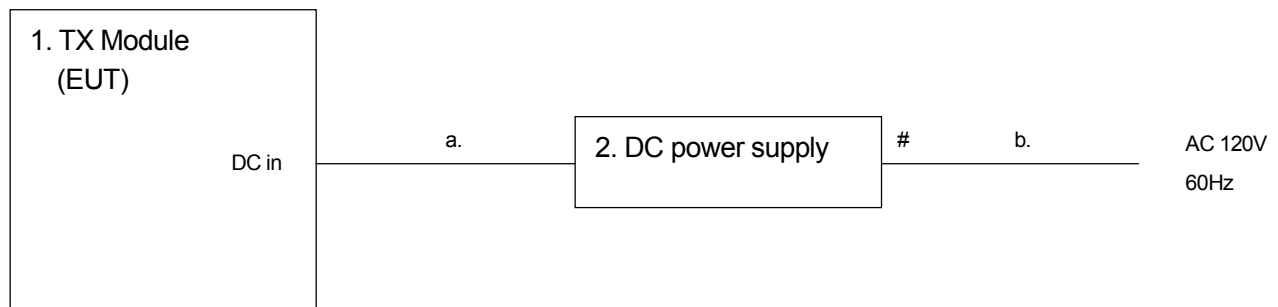 1. TX Module
(EUT)
DC in
a.
2. DC power supply
#
b.
AC 120V
60Hz